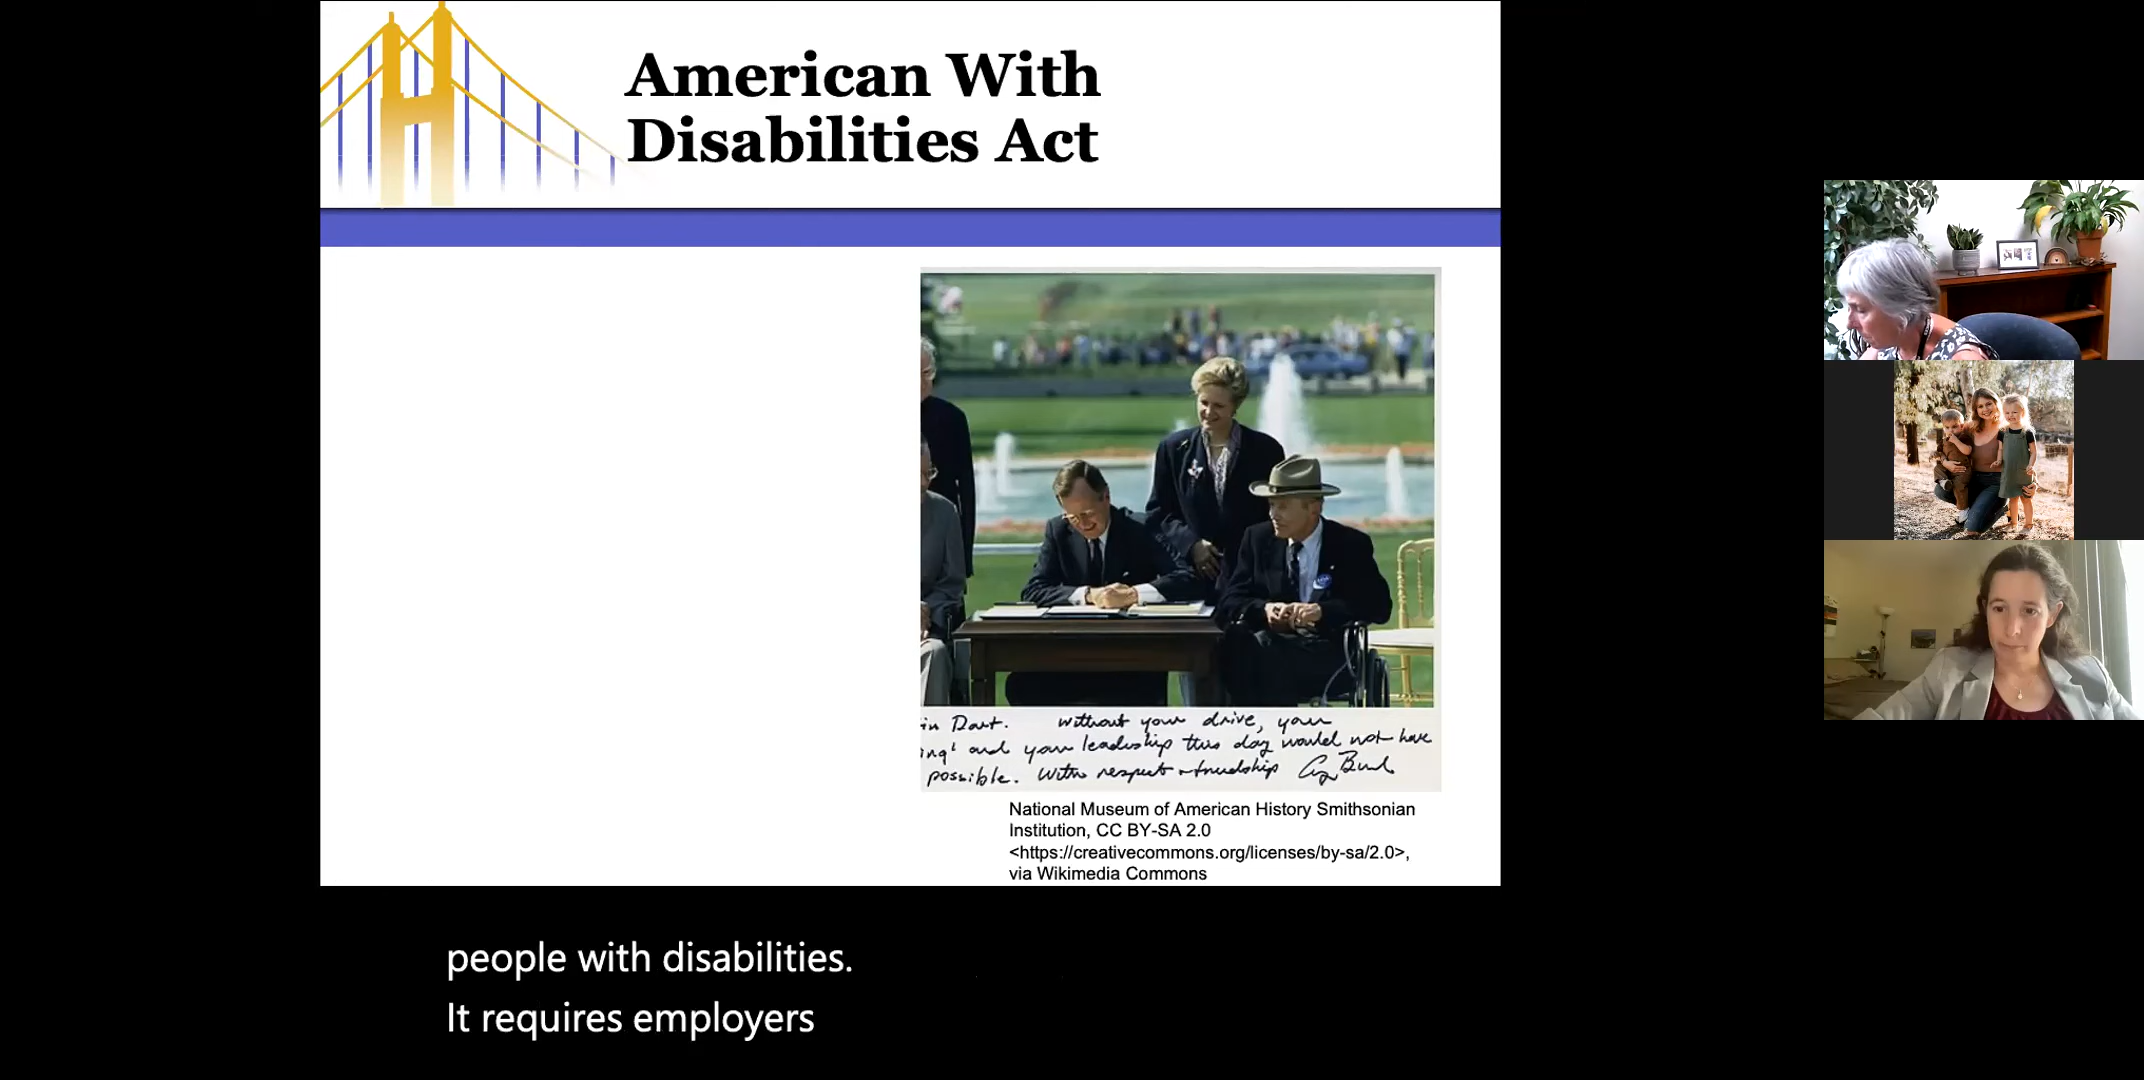 American With
Disabilities Act
in Dart. Without your drive, your
ing' and your leadership this day would not have
possible. With respect + friendship
National Museum of American History Smithsonian
Institution, CC BY-SA 2.0
<https://creativecommons.org/licenses/by-sa/2.0>,
via Wikimedia Commons
people with disabilities.
It requires employers